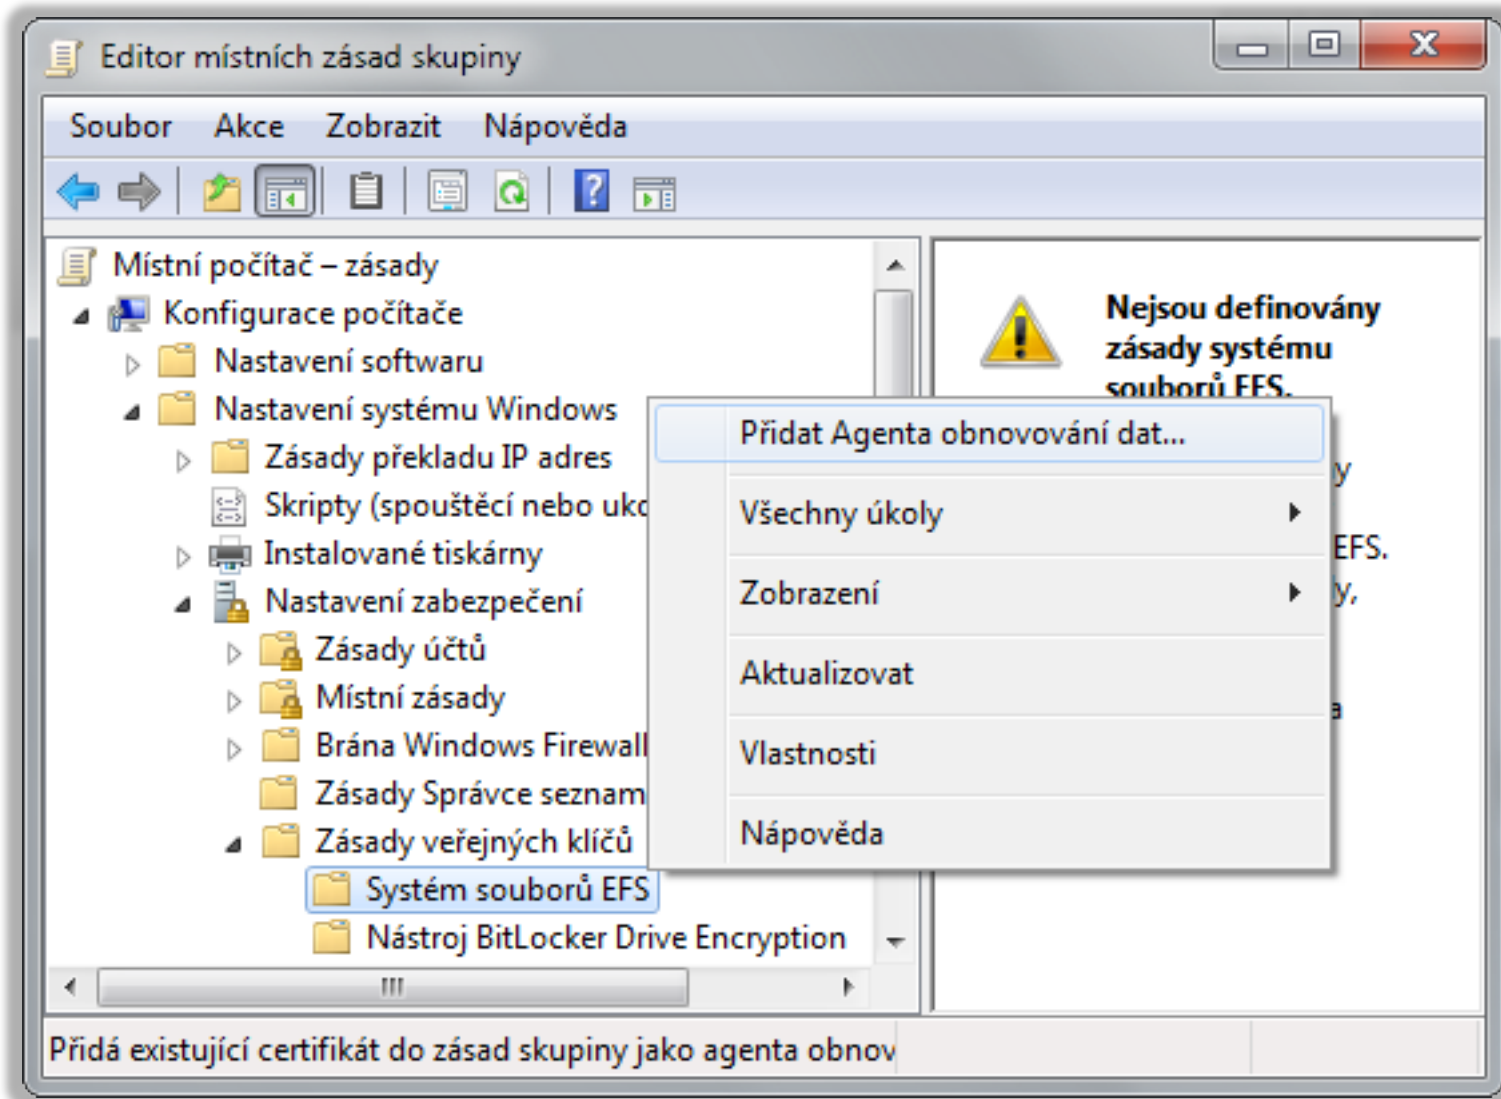 Editor místních zásad skupiny
Soubor Akce Zobrazit Nápověda
Místní počítač – zásady
Konfigurace počítače
Nastavení softwaru
Nastavení systému Windows
Zásady překladu IP adres
Skripty (spouštěcí nebo
Instalované tiskárny
Nastavení zabezpečení
Zásady účtů
Místní zásady
Brána Windows Firewall
Zásady Správce seznam
Zásady veřejných klíčů
Systém souborů EFS
Nástroj BitLocker Drive Encryption
Nejsou definovány
zásady systému
souborů EFS.
EFS.
Přidat Agenta obnovování dat...
Všechny úkoly
Zobrazení
Aktualizovat
Vlastnosti
Nápověda
Přidá existující certifikát do zásad skupiny jako agenta obnov